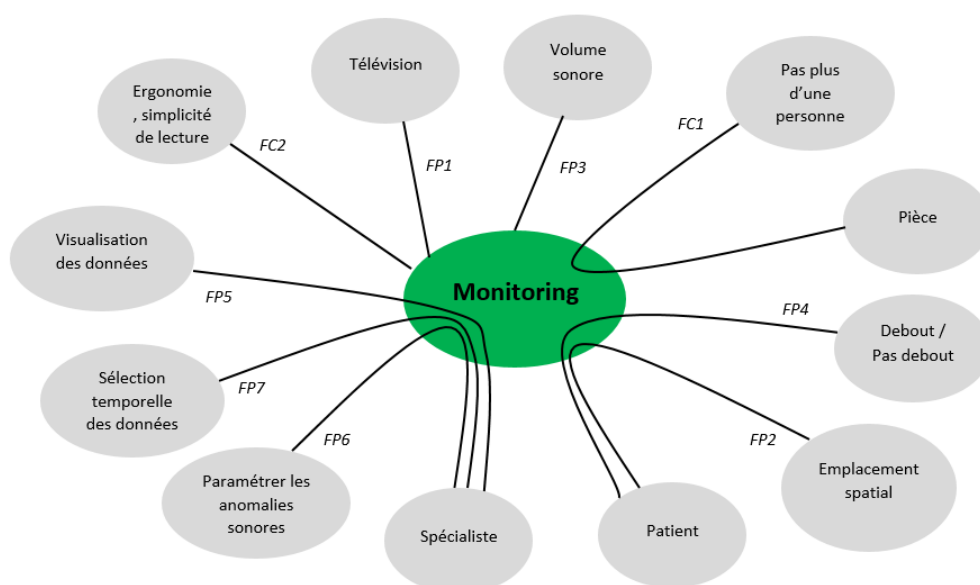 Télévision
Volume
sonore
Pas plus
d'une
personne
Ergonomie
, simplicité
de lecture
FC2
FP1
FP3
FC1
Pièce
Visualisation
des données
Monitoring
FP5
FP4
Debout /
Pas debout
Sélection
temporelle
des données
FP7
FP6
FP2
Emplacement
spatial
Paramétrer les
anomalies
sonores
Spécialiste
Patient